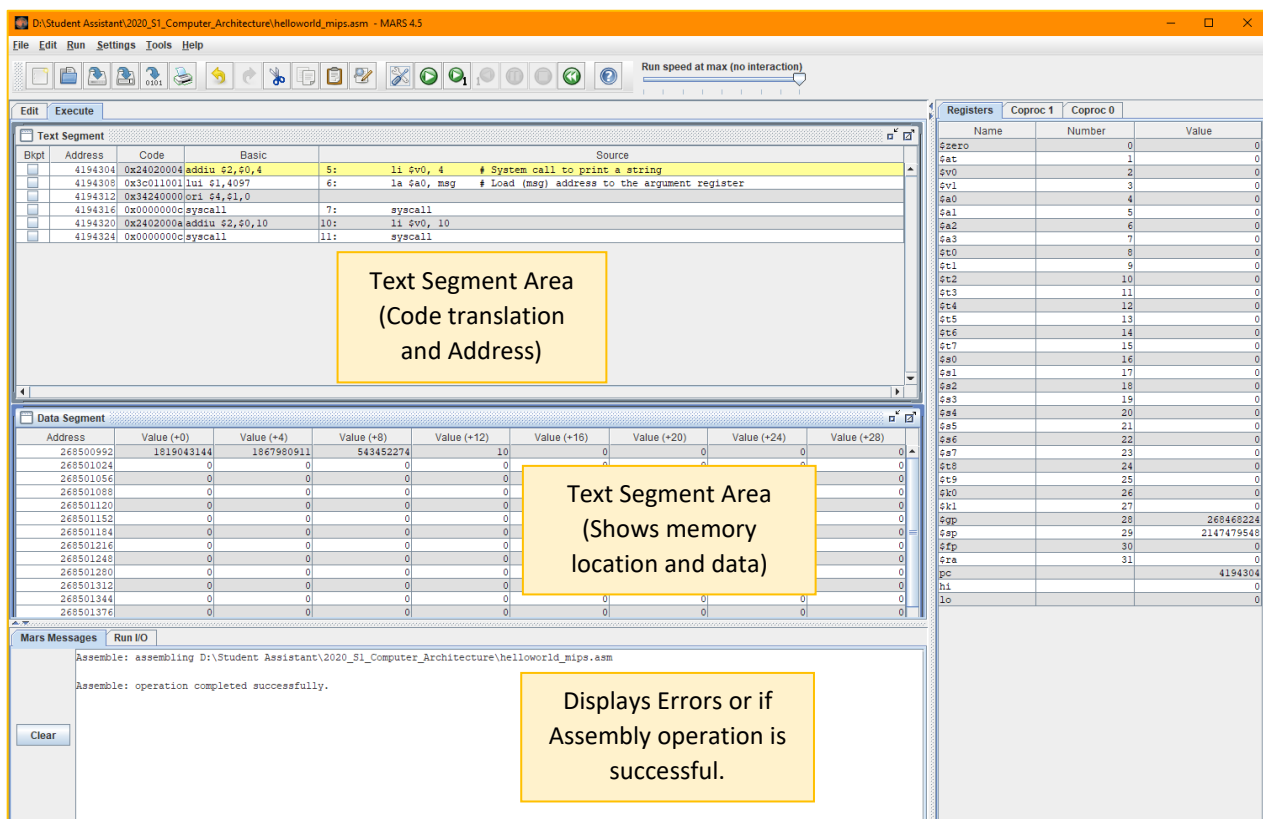 D:\Student Assistant\2020_S1_Computer_Architecture\helloworld_mips.asm - MARS 4.5
File Edit Run Settings Tools Help
Run speed at max (no interaction)
Edit Execute
Text Segment
Bkpt Address Code Basic Source
4194304 0x24020004 addiu $2,$0,4 5: li $v0, 4 # System call to print a string
4194308 0x3c011001 lui $1,4097 6: la $a0, msg # Load (msg) address to the argument register
4194312 0x34240000 ori $4,$1,0
4194316 0x0000000c syscall 7: syscall
4194320 0x2402000a addiu $2,$0,10 10: li $v0, 10
4194324 0x0000000c syscall 11: syscall
Text Segment Area
(Code translation
and Address)
Data Segment
Address Value (+0) Value (+4) Value (+8) Value (+12) Value (+16) Value (+20) Value (+24) Value (+28)
268500992 1819043144 1867980911 543452274 10 0 0 0 0
268501024 0 0 0 0 0 0 0 0
268501056 0 0 0 0 0
268501088 0 0 0 0 0
268501120 0 0 0 0 0
268501152 0 0 0 0 0
268501184 0 0 0 0 0
268501216 0 0 0 0 0
268501248 0 0 0 0 0
268501280 0 0 0 0 0
268501312 0 0 0 0 0
268501344 0 0 0 0 0 0 0 0
268501376 0 0 0 0 0 0 0 0
Text Segment Area
(Shows memory
location and data)
Mars Messages Run I/O
Assemble: assembling D:\Student Assistant\2020_S1_Computer_Architecture\helloworld_mips.asm
Assemble: operation completed successfully.
Clear
Displays Errors or if
Assembly operation is
successful.
Registers Coproc 1 Coproc 0
Name Number Value
$zero 0 0
$at 1 0
$v0 2 0
$v1 3 0
$a0 4 0
$a1 5 0
$a2 6 0
$a3 7 0
$t0 8 0
$t1 9 0
$t2 10 0
$t3 11 0
$t4 12 0
$t5 13 0
$t6 14 0
$t7 15 0
$s0 16 0
$s1 17 0
$s2 18 0
$s3 19 0
$s4 20 0
$s5 21 0
$s6 22 0
$s7 23 0
$t8 24 0
$t9 25 0
$k0 26 0
$k1 27 0
$gp 28 268468224
$sp 29 2147479548
$fp 30 0
$ra 31 0
pc 4194304
hi 0
lo 0